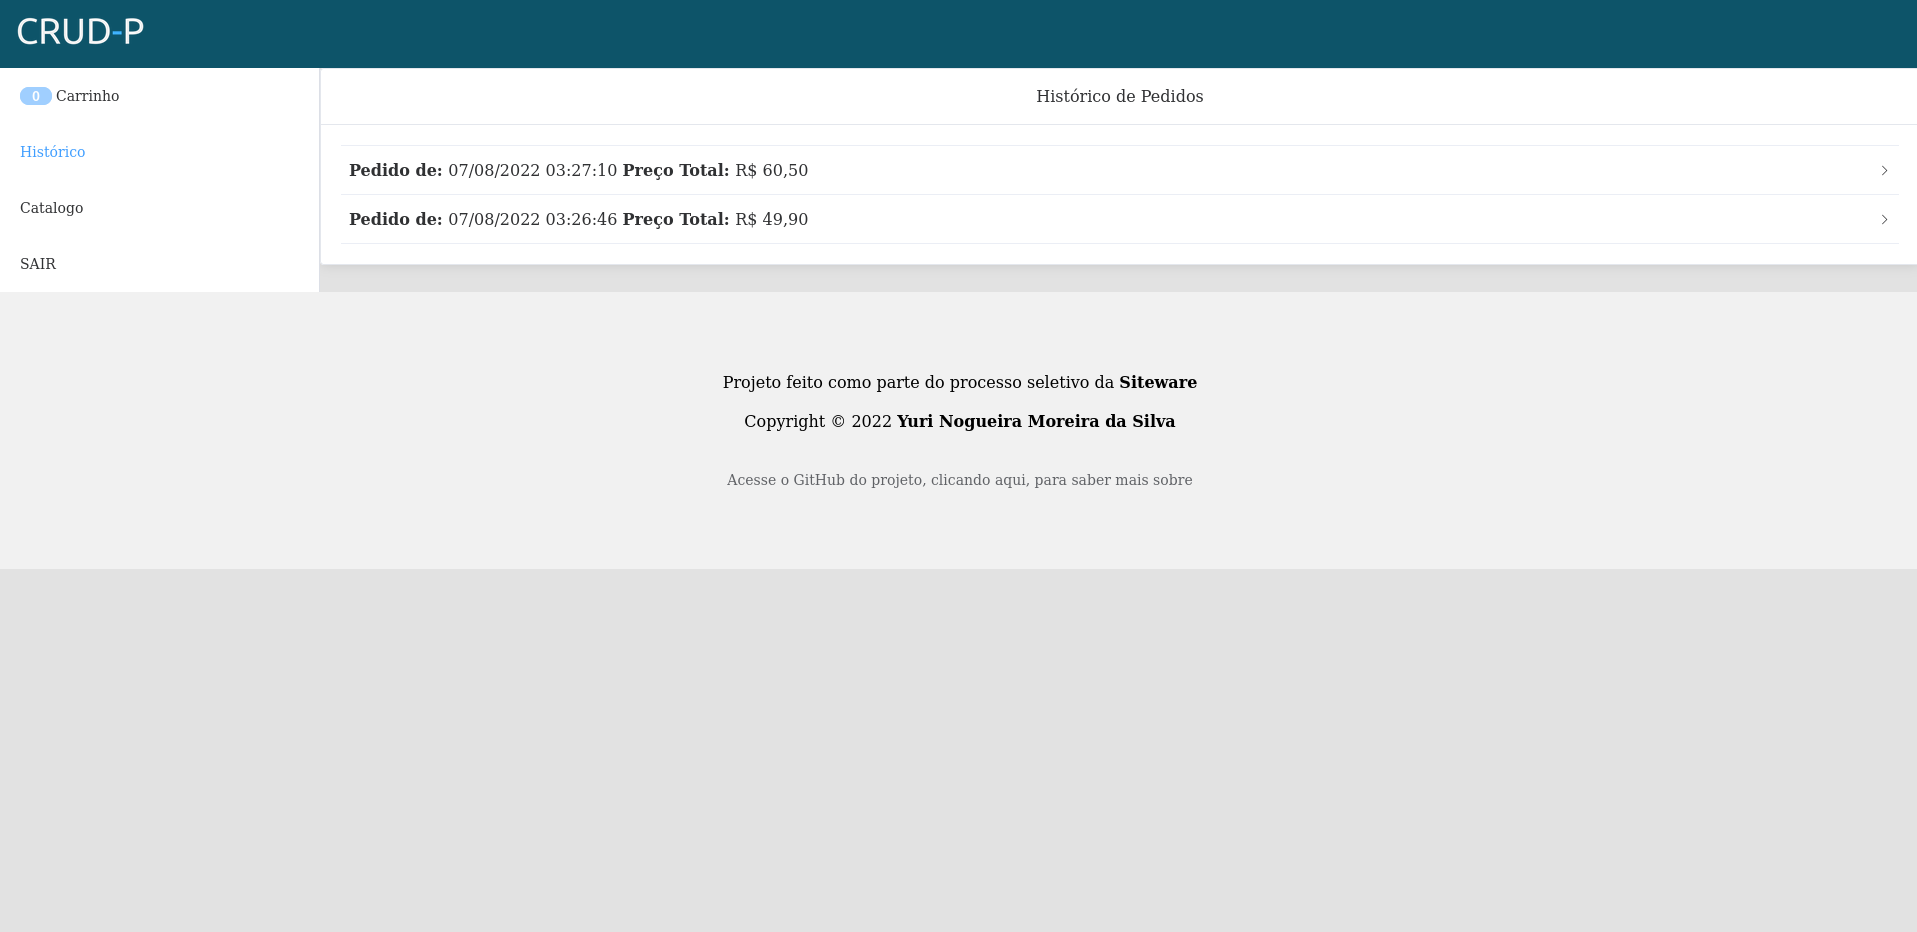 CRUD-P
0 Carrinho
Histórico
Catalogo
SAIR
Histórico de Pedidos
Pedido de: 07/08/2022 03:27:10 Preço Total: R$ 60,50
Pedido de: 07/08/2022 03:26:46 Preço Total: R$ 49,90
Projeto feito como parte do processo seletivo da Siteware
Copyright © 2022 Yuri Nogueira Moreira da Silva
Acesse o GitHub do projeto, clicando aqui, para saber mais sobre